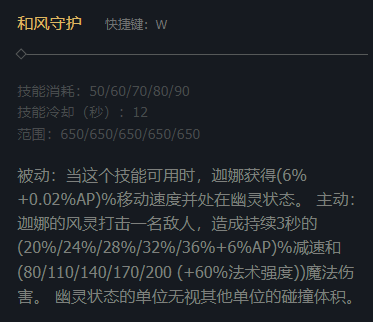 和风守护 快捷键：W
技能消耗：50/60/70/80/90
技能冷却（秒）：12
范围：650/650/650/650/650
被动：当这个技能可用时，迦娜获得(6%
+0.02%AP)%移动速度并处在幽灵状态。 主动：
迦娜的风灵打击一名敌人，造成持续3秒的
(20%/24%/28%/32%/36%+6%AP)%减速和
(80/110/140/170/200 (+60%法术强度))魔法伤
害。 幽灵状态的单位无视其他单位的碰撞体积。